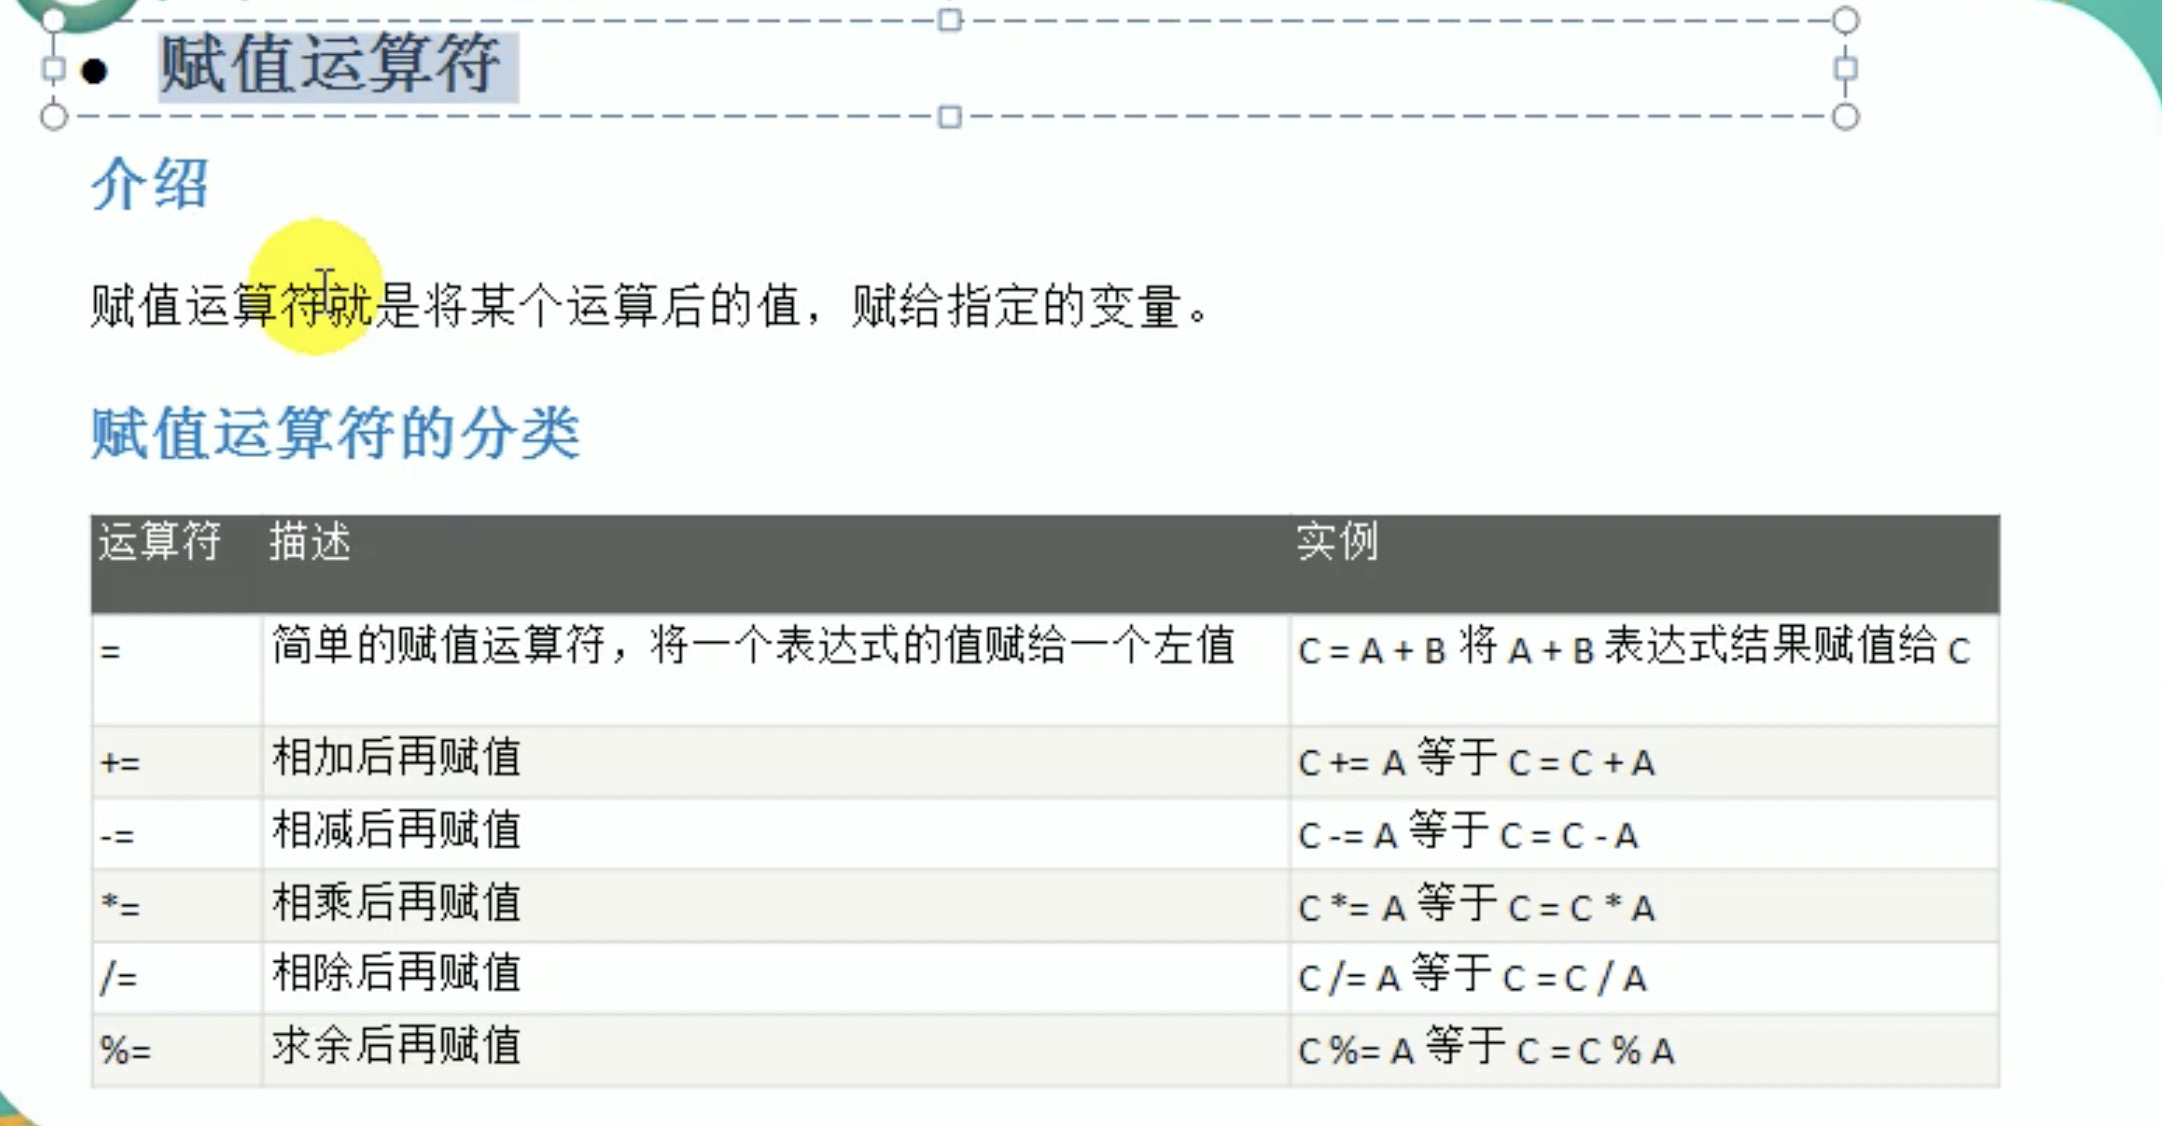 赋值运算符
介绍
赋值运算符就是将某个运算后的值，赋给指定的变量。
赋值运算符的分类
运算符 描述 实例
= 简单的赋值运算符，将一个表达式的值赋给一个左值 C = A + B 将 A + B 表达式结果赋值给 C
+= 相加后再赋值 C += A 等于 C = C + A
-= 相减后再赋值 C -= A 等于 C = C - A
*= 相乘后再赋值 C *= A 等于 C = C * A
/= 相除后再赋值 C /= A 等于 C = C / A
%= 求余后再赋值 C %= A 等于 C = C % A